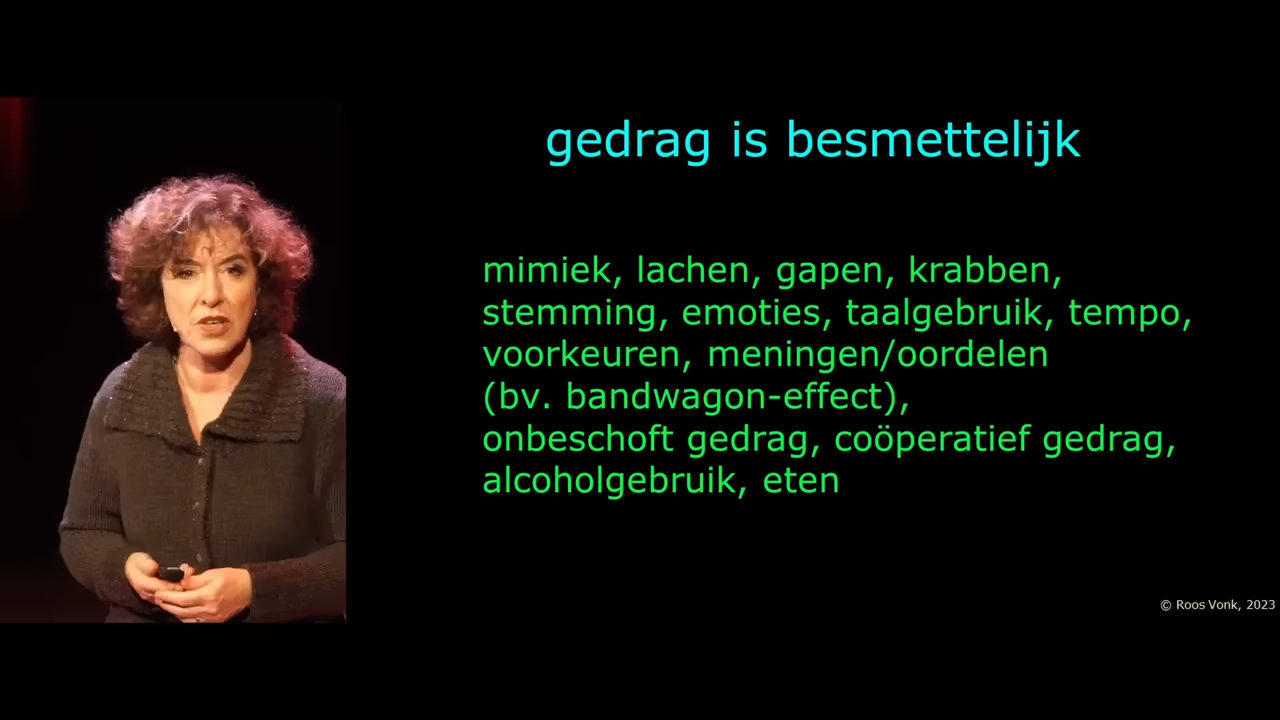 gedrag is besmettelijk
mimiek, lachen, gapen, krabben,
stemming, emoties, taalgebruik, tempo,
voorkeuren, meningen/oordelen
(bv. bandwagon-effect),
onbeschoft gedrag, coöperatief gedrag,
alcoholgebruik, eten
© Roos Vonk, 2023